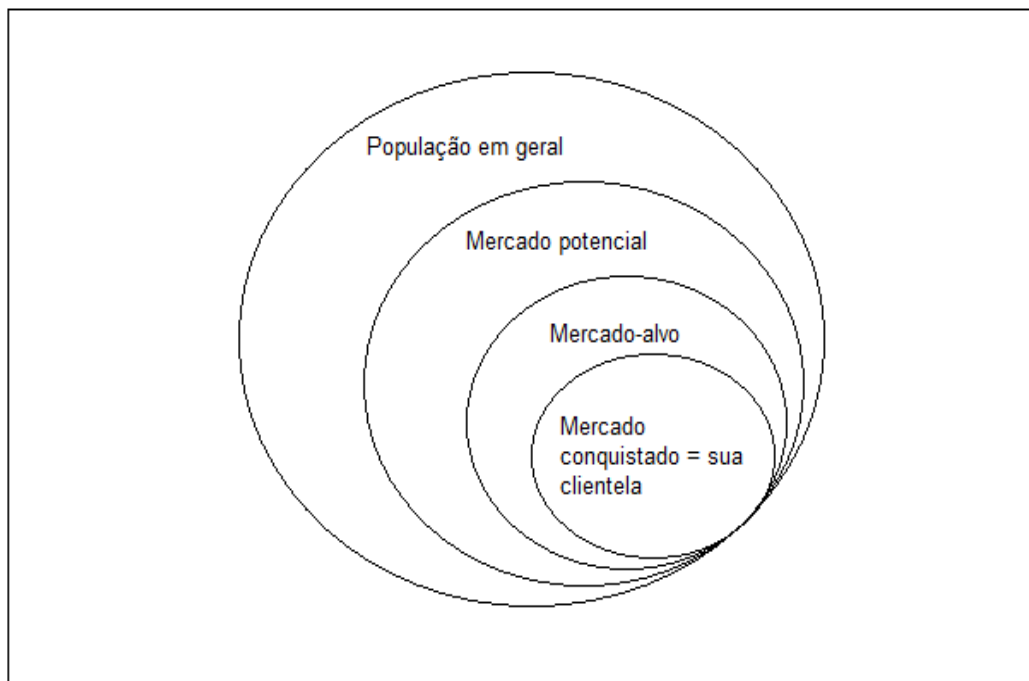 População em geral
Mercado potencial
Mercado-alvo
Mercado
conquistado = sua
clientela